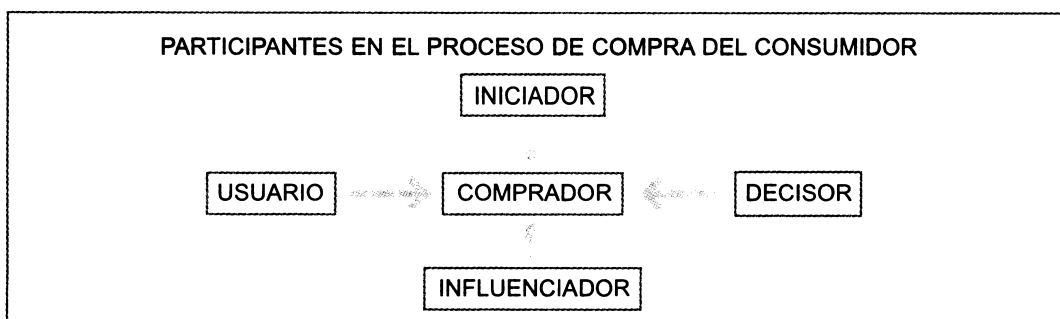 PARTICIPANTES EN EL PROCESO DE COMPRA DEL CONSUMIDOR
INICIADOR
USUARIO COMPRADOR DECISOR
INFLUENCIADOR